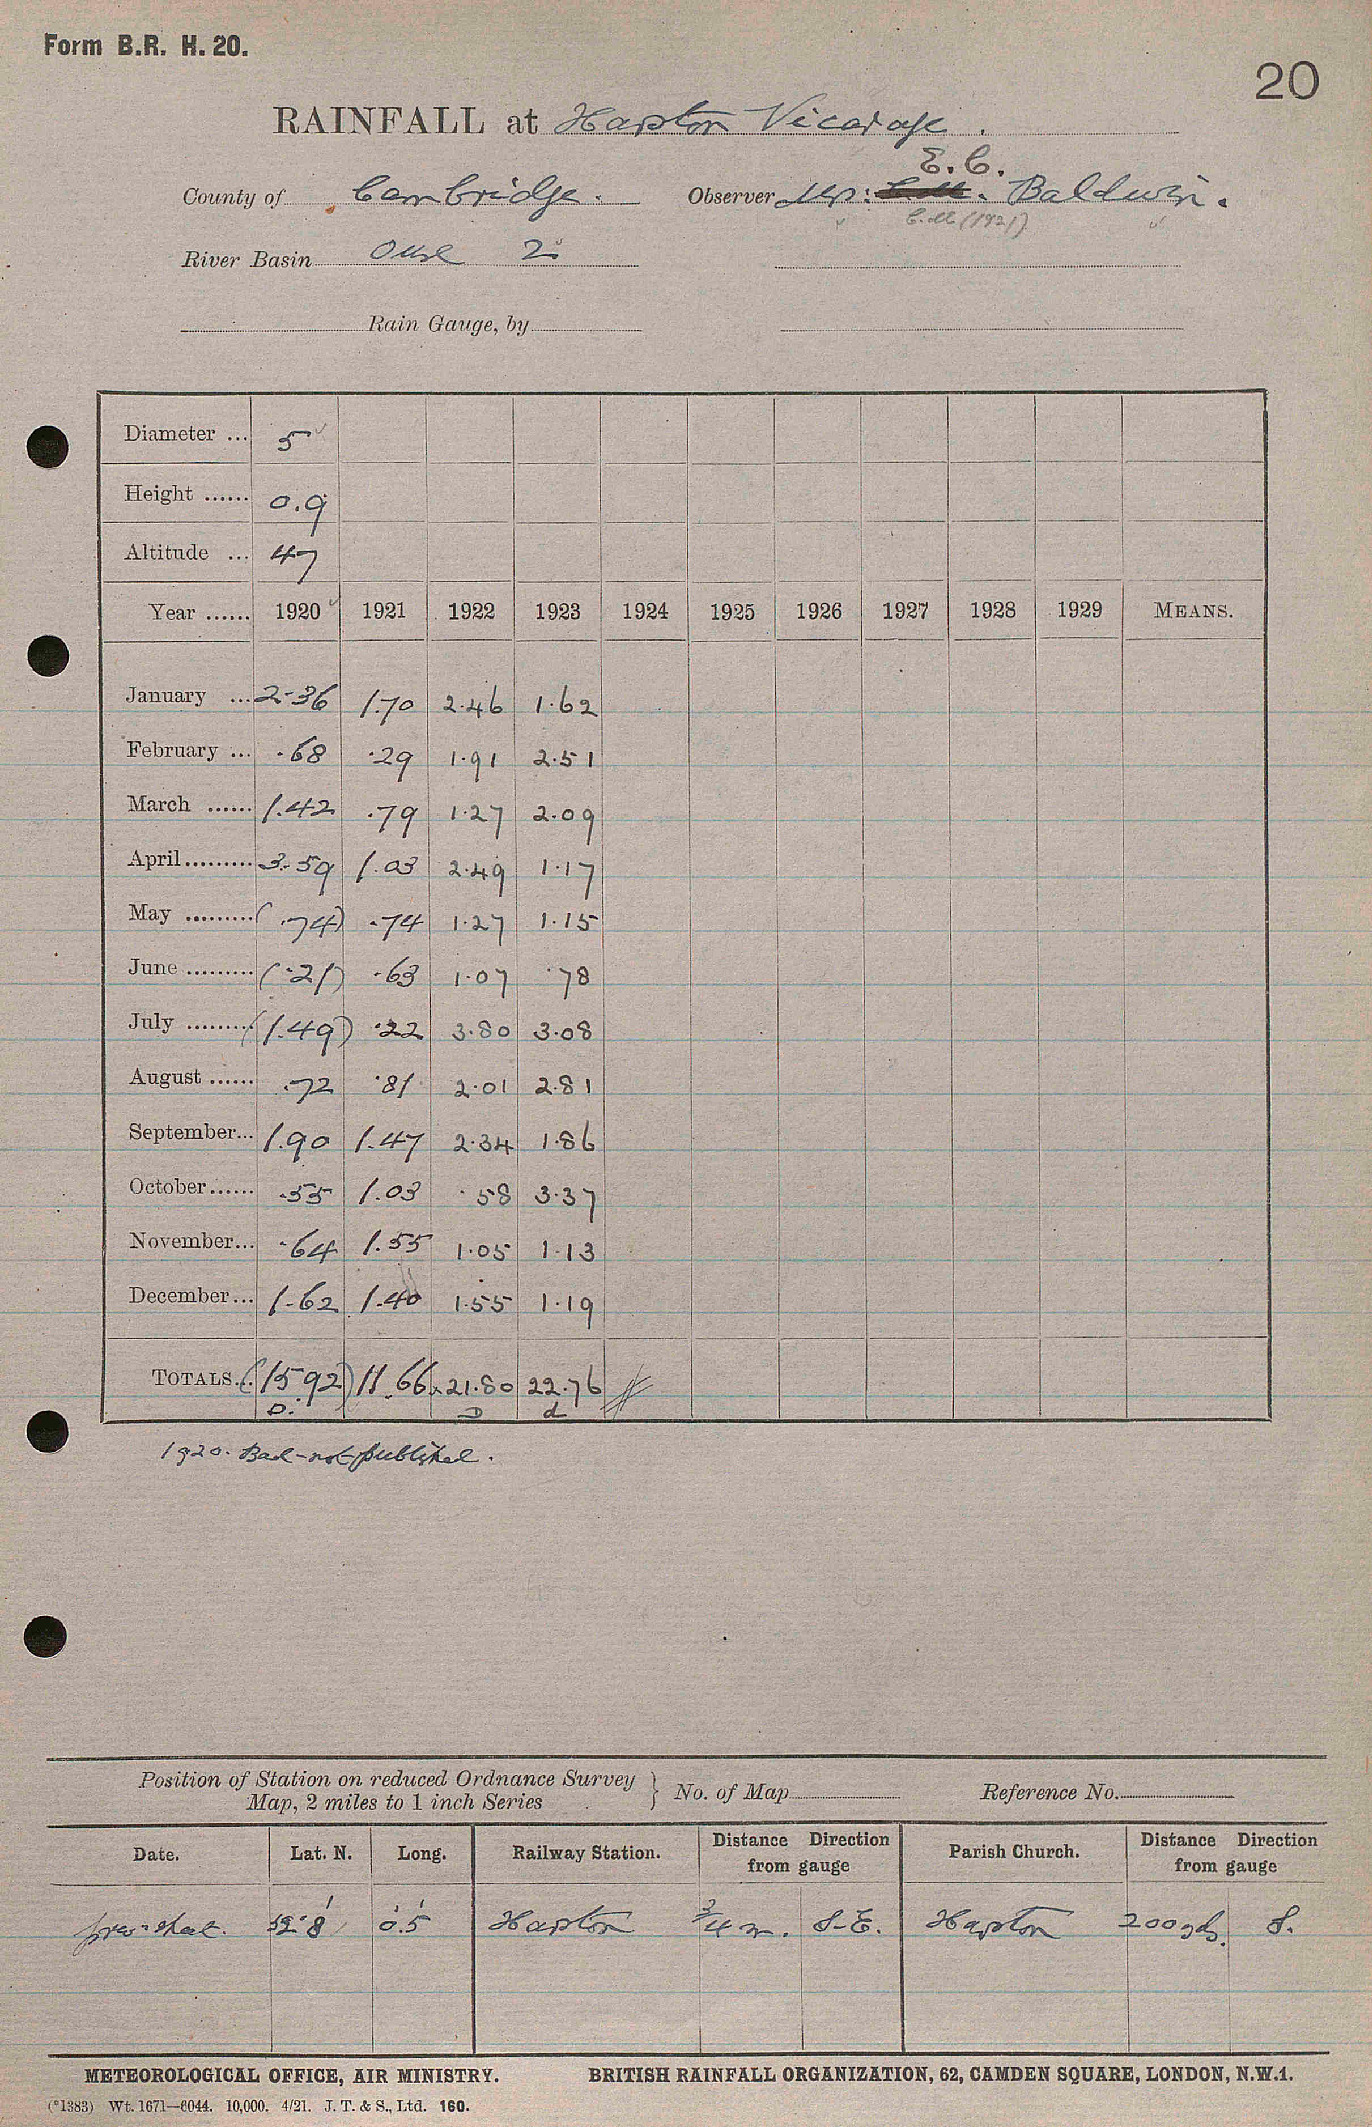 Form B.R. H. 20.
20
RAINFALL at Harston Vicarage.
E. C.
County of Cambridge. Observer Mrs: Baldwin.
C.M. (1921)
River Basin Ouse 2
Rain Gauge, by
Diameter ... 5
Height ...... 0.9
Altitude ... 47
Year ...... 1920 1921 1922 1923 1924 1925 1926 1927 1928 1929 MEANS.
January ... 2.36 1.70 2.46 1.62
February ... .68 .29 1.91 2.51
March ...... 1.42 .79 1.27 2.09
April ......... 3.59 1.03 2.49 1.17
May ......... (.74) .74 1.27 1.15
June ......... (.21) .63 1.07 .78
July ......... (1.49) .22 3.80 3.08
August ...... .72 .81 2.01 2.81
September ... 1.90 1.47 2.34 1.86
October ...... .55 1.03 .58 3.37
November ... .64 1.55 1.05 1.13
December ... 1.62 1.40 1.55 1.19
TOTALS... (15.92) 11.66 21.80 22.76
D. D d
1920. Bad - not published.
Position of Station on reduced Ordnance Survey
Map, 2 miles to 1 inch Series } No. of Map Reference No.
Date. Lat. N. Long. Railway Station. Distance Direction from gauge Parish Church. Distance Direction from gauge
prev. sheet. 52° 8' 0° 5' Harston 3/4 m. S.E. Harston 200 yds. S.
METEOROLOGICAL OFFICE, AIR MINISTRY. BRITISH RAINFALL ORGANIZATION, 62, CAMDEN SQUARE, LONDON, N.W.1.
(*1383) Wt. 1671—8044. 10,000. 4/21. J. T. & S., Ltd. 160.